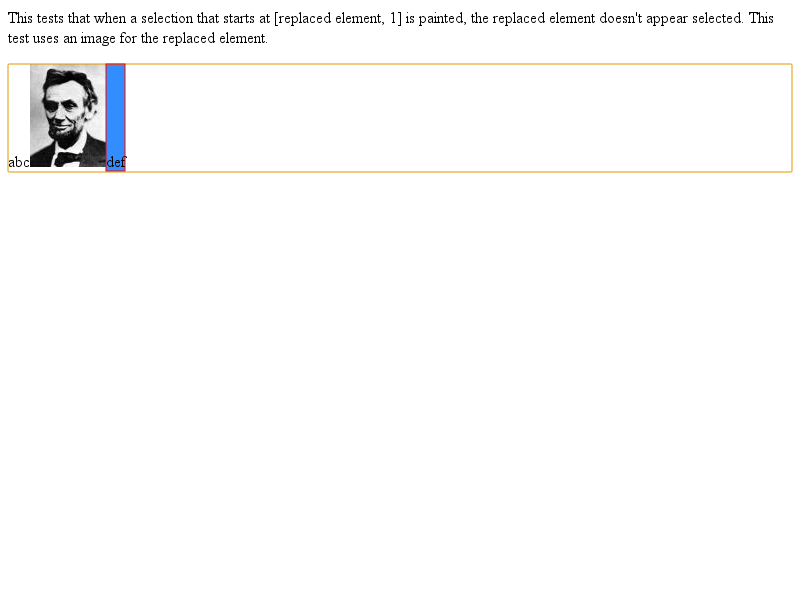 This tests that when a selection that starts at [replaced element, 1] is painted, the replaced element doesn't appear selected. This
test uses an image for the replaced element.
abc def